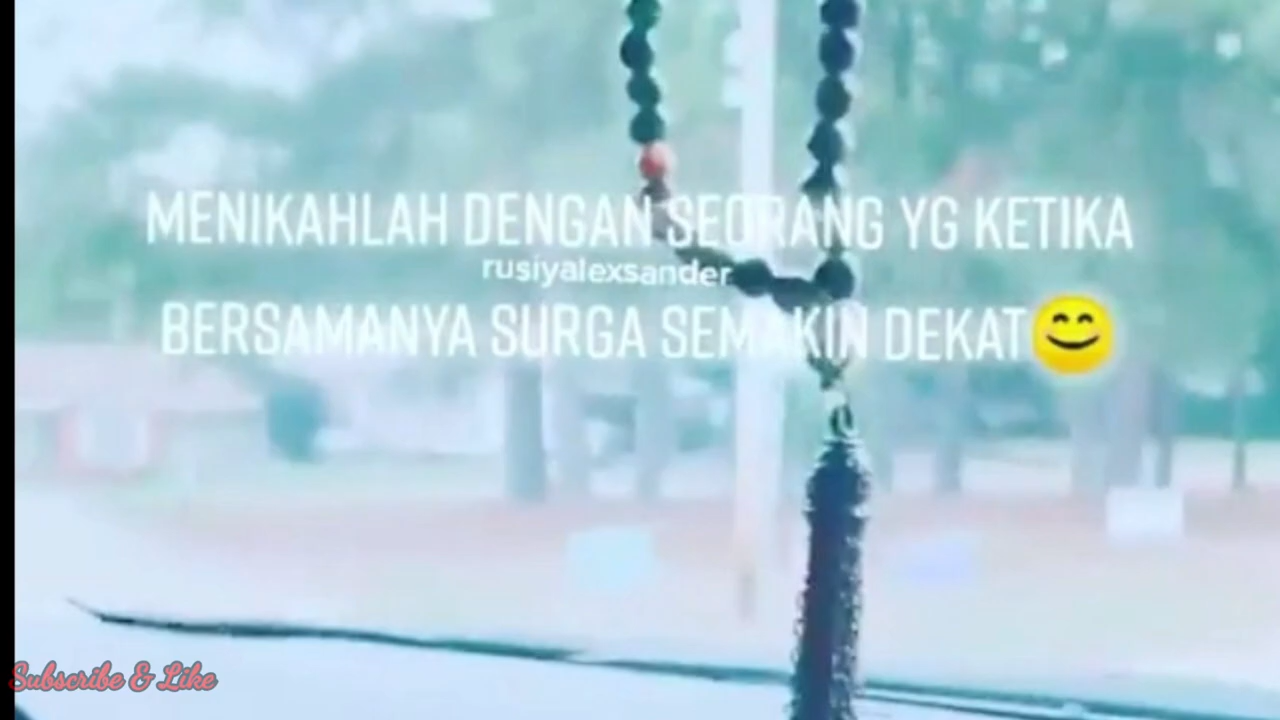 MENIKAHLAH DENGAN SEORANG YG KETIKA
rusiyalexsander
BERSAMANYA SURGA SEMAKIN DEKAT😊
Subscribe & Like